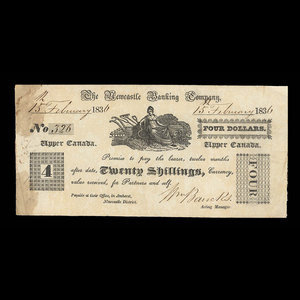 The Newcastle Banking Company,
15 February 1836 15 February 1836
No 326 FOUR DOLLARS.
Upper Canada. Upper Canada.
Promise to pay the bearer, twelve months
4 after date, Twenty Shillings, Currency, FOUR
value received, for Partners and self.
Payable at their Office, in Amherst,
Newcastle District.
Wm
Acting Manager